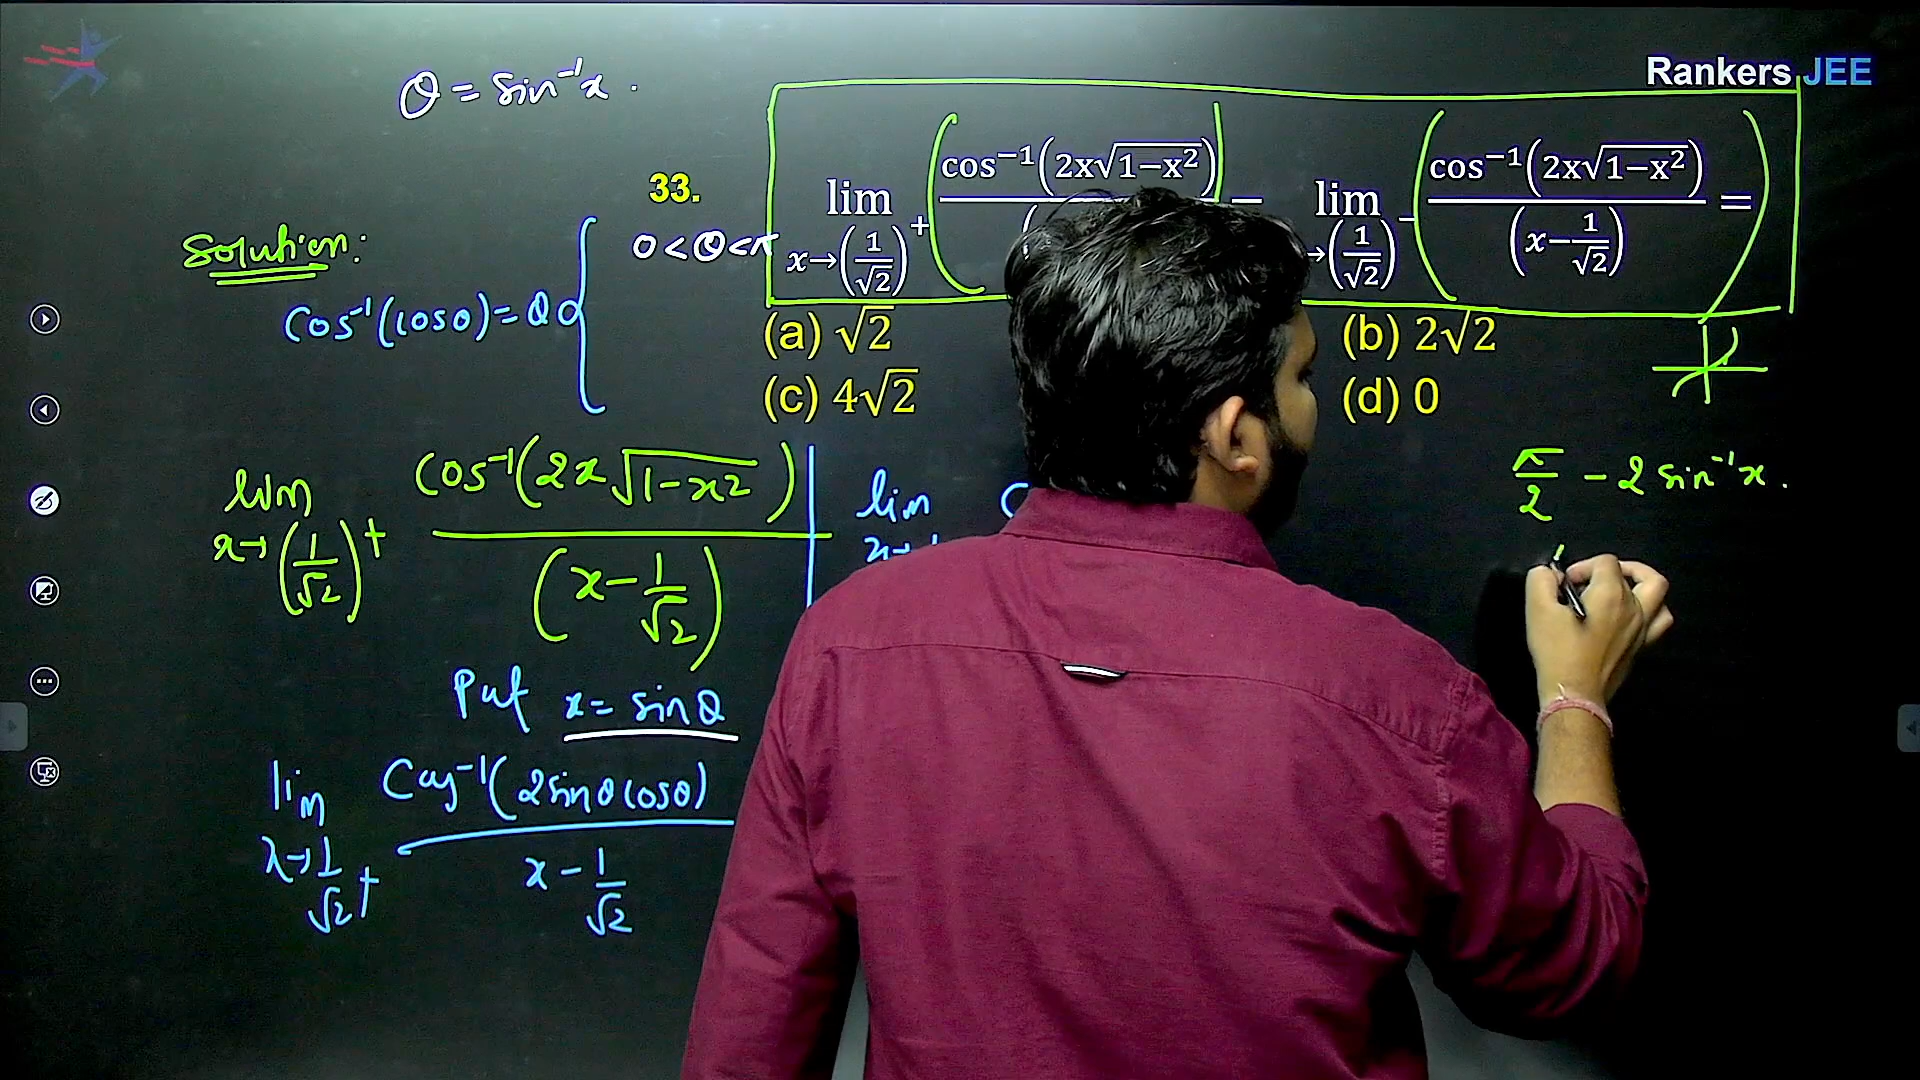 Rankers JEE
θ = sin⁻¹x .
33.
lim x→(1/√2)⁺ (cos⁻¹(2x√(1−x²)) / ( − lim →(1/√2)⁻ (cos⁻¹(2x√(1−x²)) / (x−1/√2) =)
Solution:
0 < θ < π
cos⁻¹(cosθ) = θ
(a) √2
(b) 2√2
(c) 4√2
(d) 0
lim x→(1/√2)⁺ cos⁻¹(2x√(1−x²)) / (x−1/√2)
lim
π/2 − 2 sin⁻¹x .
Put x = sinθ
lim x→1/√2⁺ Cos⁻¹(2sinθcosθ) / x − 1/√2